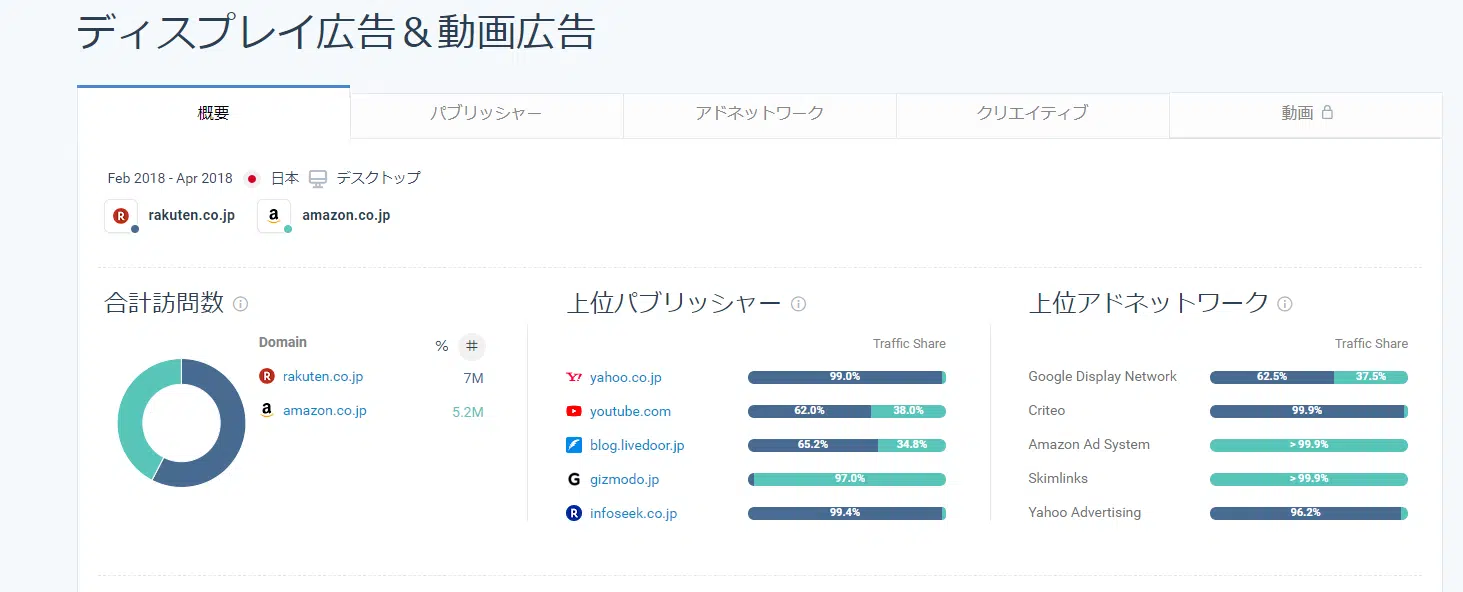 ディスプレイ広告＆動画広告
概要
パブリッシャー
アドネットワーク
クリエイティブ
動画
Feb 2018 - Apr 2018 日本 デスクトップ
rakuten.co.jp amazon.co.jp
合計訪問数
Domain % #
rakuten.co.jp 7M
amazon.co.jp 5.2M
上位パブリッシャー
Traffic Share
yahoo.co.jp 99.0%
youtube.com 62.0% 38.0%
blog.livedoor.jp 65.2% 34.8%
gizmodo.jp 97.0%
infoseek.co.jp 99.4%
上位アドネットワーク
Traffic Share
Google Display Network 62.5% 37.5%
Criteo 99.9%
Amazon Ad System > 99.9%
Skimlinks > 99.9%
Yahoo Advertising 96.2%